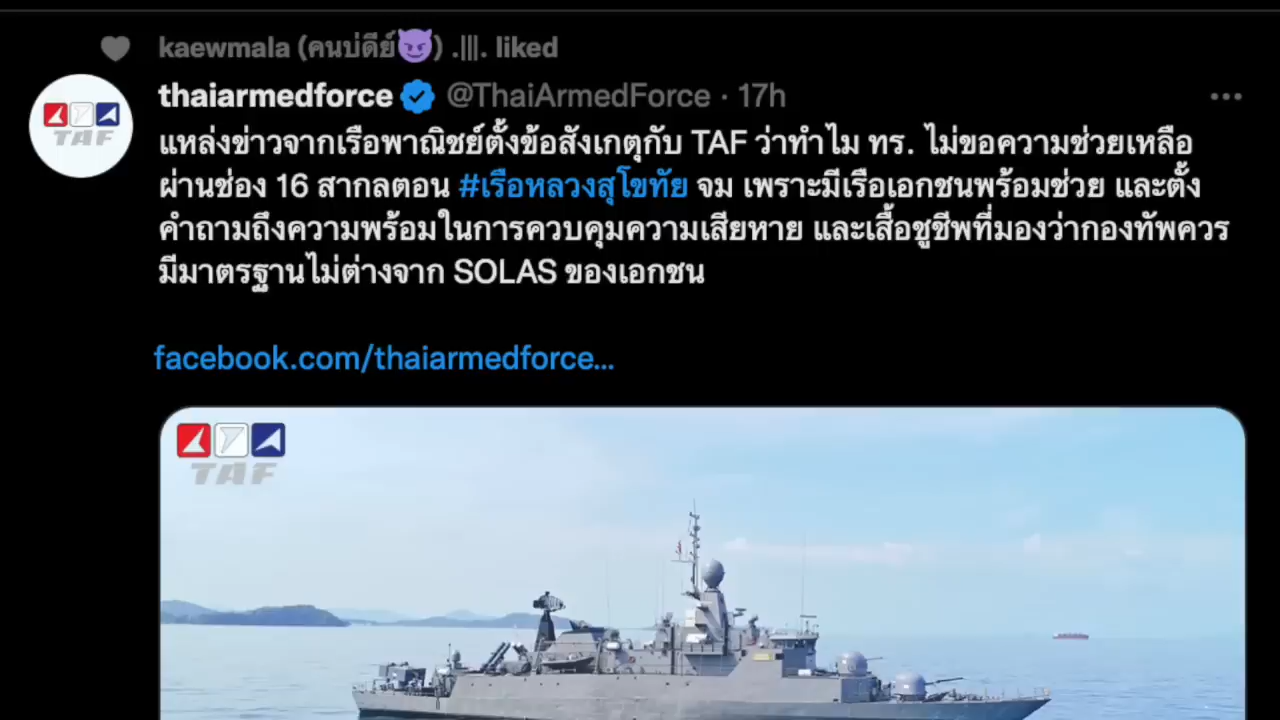 kaewmala (คนบ่ดีย์😈) .|||. liked
thaiarmedforce @ThaiArmedForce · 17h
TAF
แหล่งข่าวจากเรือพาณิชย์ตั้งข้อสังเกตุกับ TAF ว่าทำไม ทร. ไม่ขอความช่วยเหลือ
ผ่านช่อง 16 สากลตอน #เรือหลวงสุโขทัย จม เพราะมีเรือเอกชนพร้อมช่วย และตั้ง
คำถามถึงความพร้อมในการควบคุมความเสียหาย และเสื้อชูชีพที่มองว่ากองทัพควร
มีมาตรฐานไม่ต่างจาก SOLAS ของเอกชน
facebook.com/thaiarmedforce...
TAF